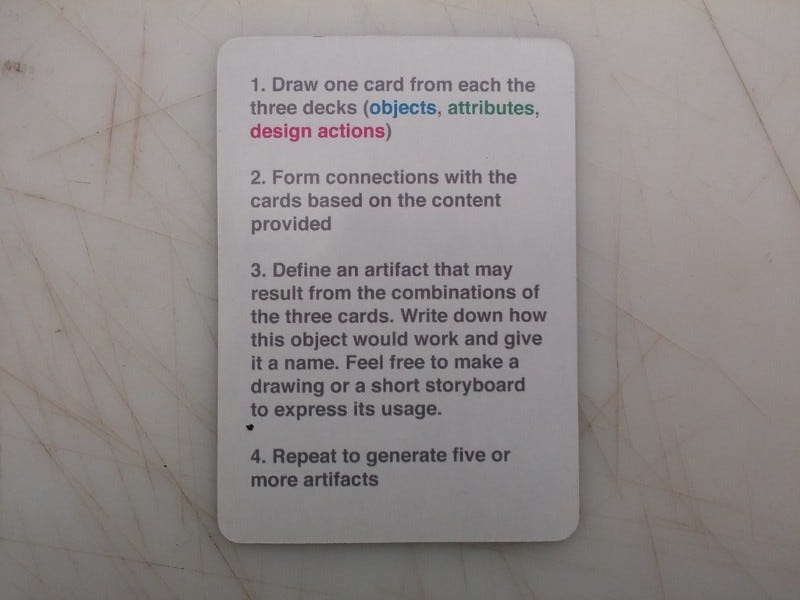 1. Draw one card from each the
three decks (objects, attributes,
design actions)
2. Form connections with the
cards based on the content
provided
3. Define an artifact that may
result from the combinations of
the three cards. Write down how
this object would work and give
it a name. Feel free to make a
drawing or a short storyboard
to express its usage.
4. Repeat to generate five or
more artifacts